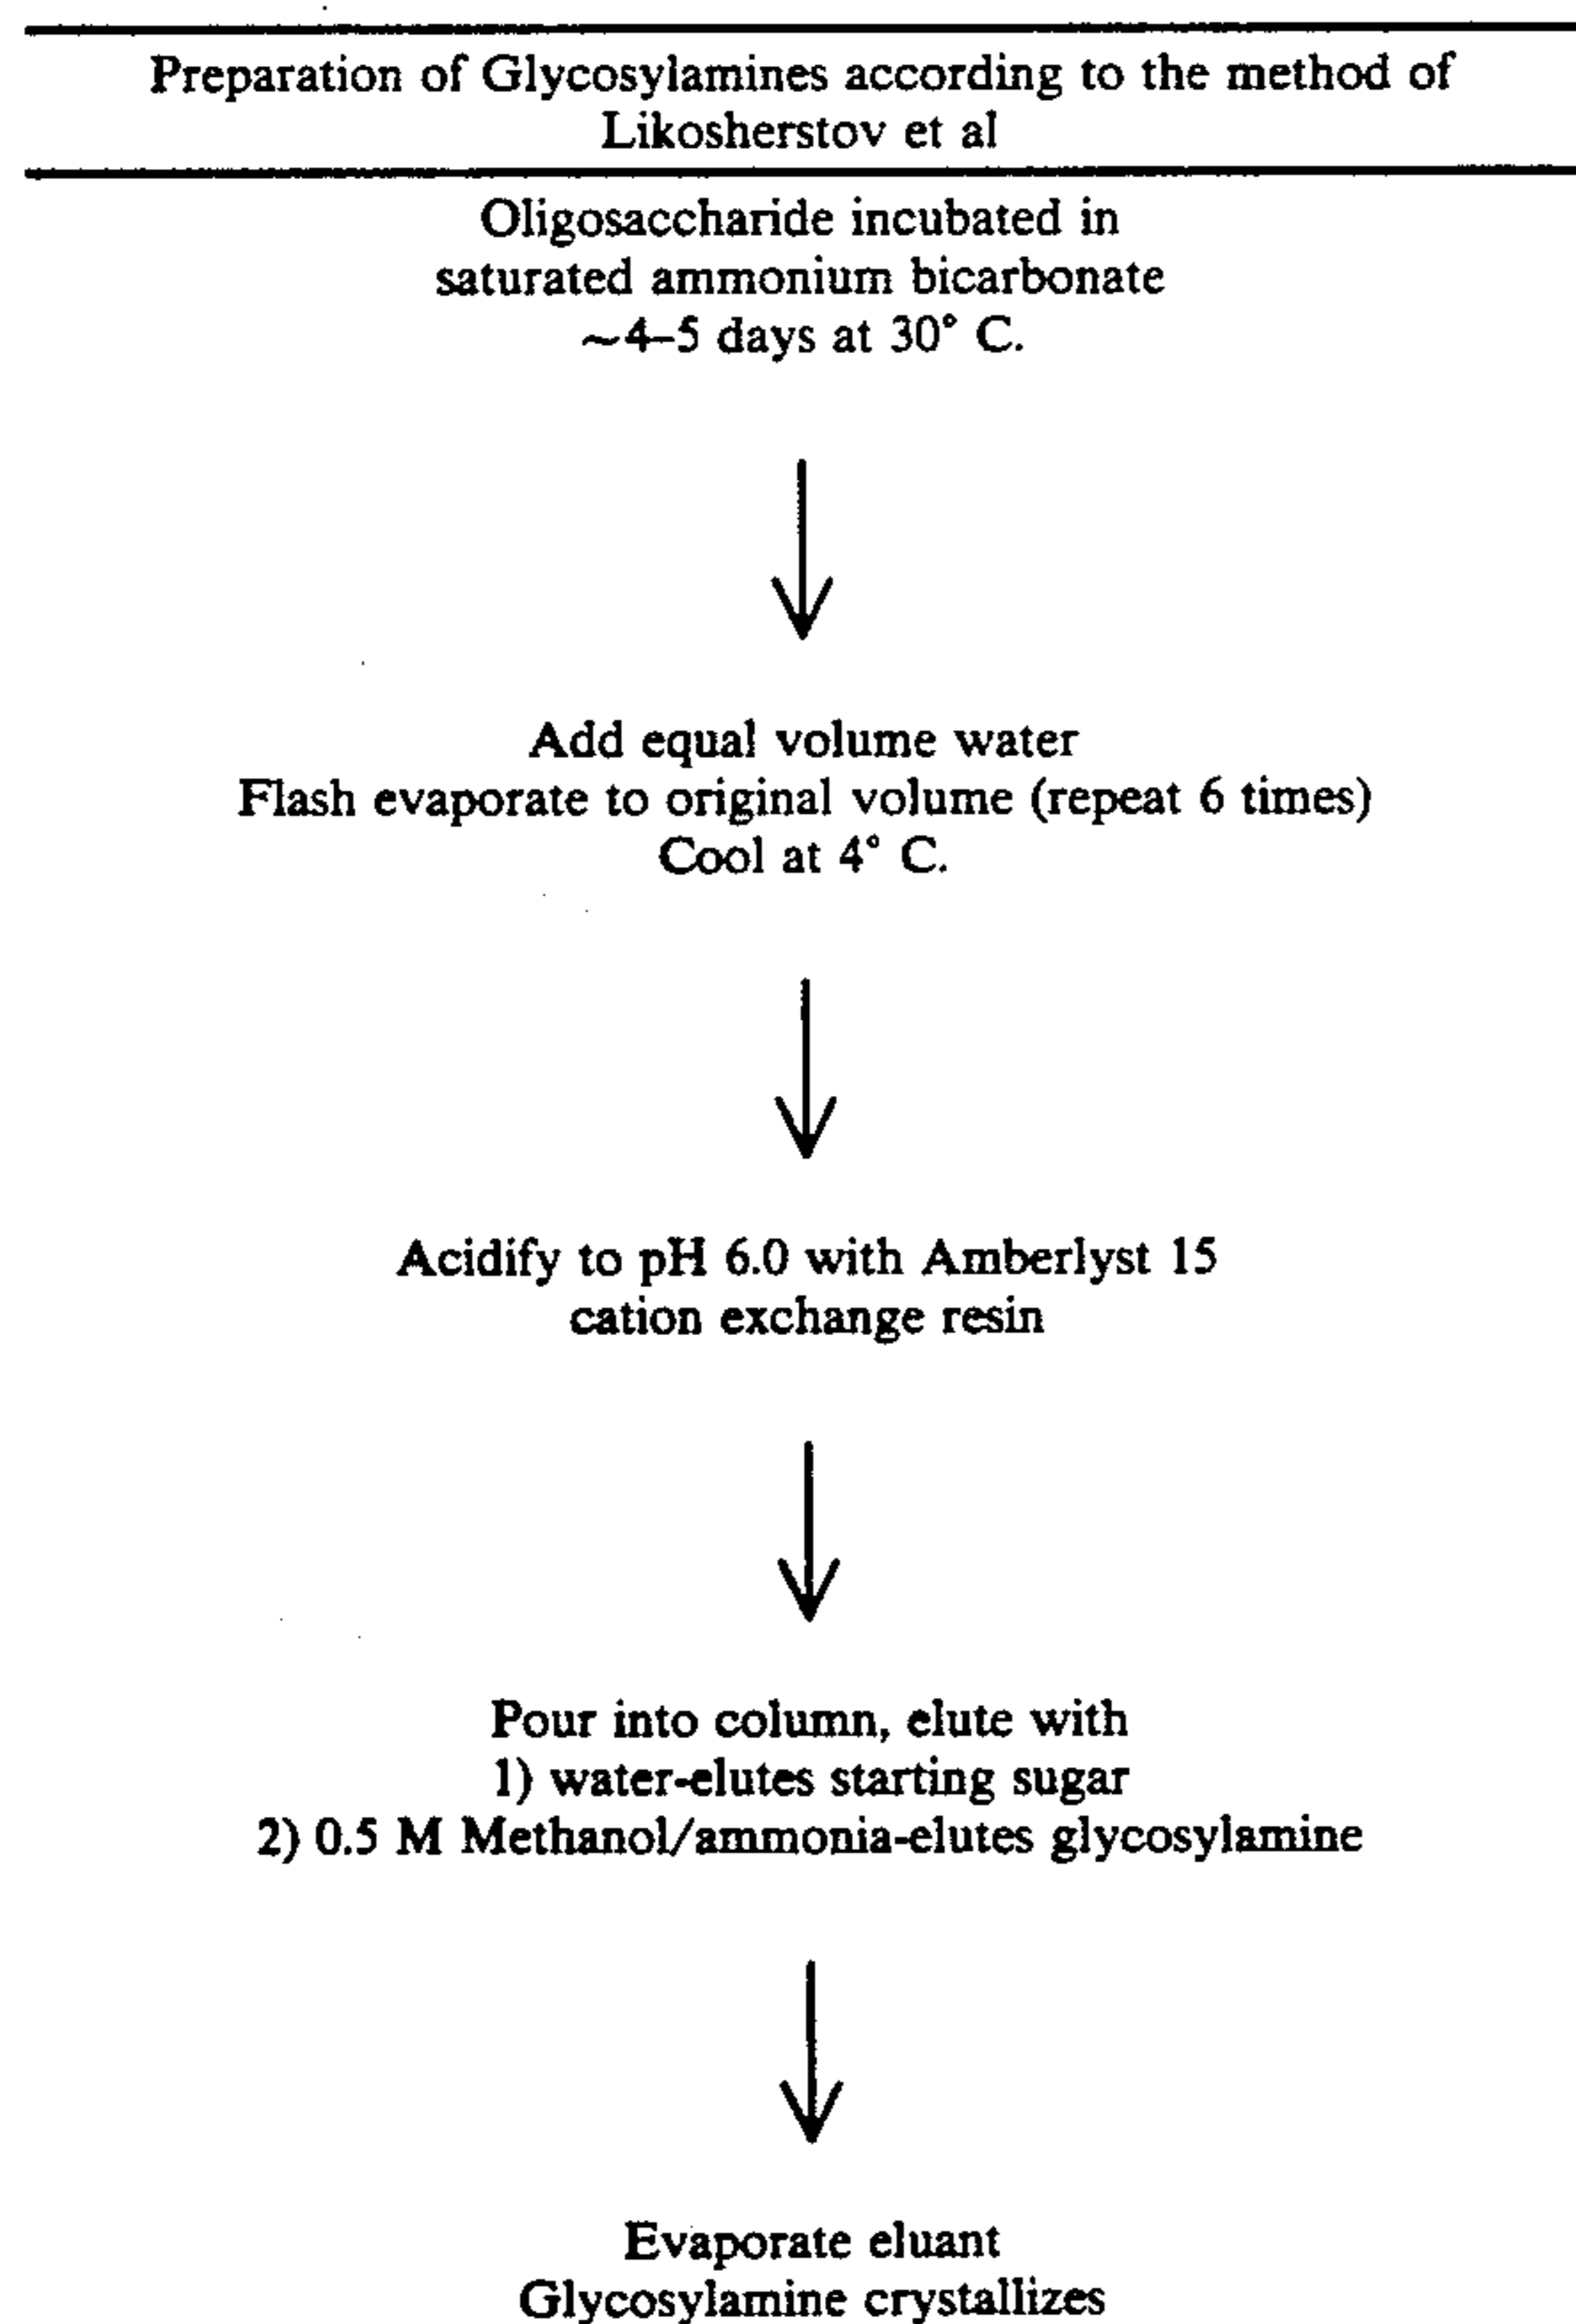 Preparation of Glycosylamines according to the method of
Likosherstov et al
Oligosaccharide incubated in
saturated ammonium bicarbonate
~4–5 days at 30° C.
Add equal volume water
Flash evaporate to original volume (repeat 6 times)
Cool at 4° C.
Acidify to pH 6.0 with Amberlyst 15
cation exchange resin
Pour into column, elute with
1) water-elutes starting sugar
2) 0.5 M Methanol/ammonia-elutes glycosylamine
Evaporate eluant
Glycosylamine crystallizes